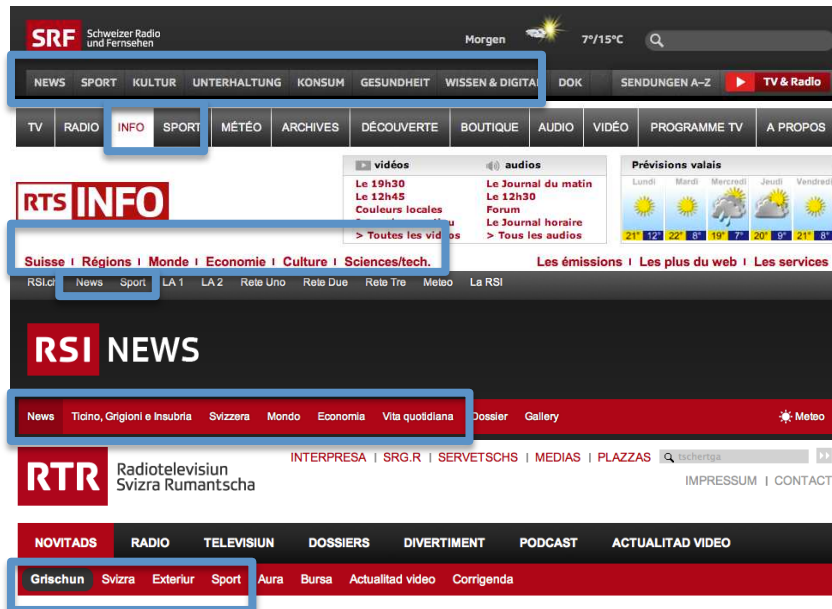 SRF Schweizer Radio
und Fernsehen
Morgen 7°/15°C
NEWS SPORT KULTUR UNTERHALTUNG KONSUM GESUNDHEIT WISSEN & DIGITAL DOK SENDUNGEN A–Z TV & Radio
TV RADIO INFO SPORT MÉTÉO ARCHIVES DÉCOUVERTE BOUTIQUE AUDIO VIDÉO PROGRAMME TV A PROPOS
RTS INFO
vidéos
Le 19h30
Le 12h45
Couleurs locales
> Toutes les vidéos
audios
Le Journal du matin
Le 12h30
Forum
Le Journal horaire
> Tous les audios
Prévisions valais
Lundi Mardi Mercredi Jeudi Vendredi
21° 12° 22° 8° 19° 7° 20° 9° 21° 8°
Suisse I Régions I Monde I Economie I Culture I Sciences/tech. Les émissions I Les plus du web I Les services
RSI.ch News Sport LA 1 LA 2 Rete Uno Rete Due Rete Tre Meteo La RSI
RSI NEWS
News Ticino, Grigioni e Insubria Svizzera Mondo Economia Vita quotidiana Dossier Gallery Meteo
RTR Radiotelevisiun
Svizra Rumantscha
INTERPRESA | SRG.R | SERVETSCHS | MEDIAS | PLAZZAS tschertga
IMPRESSUM | CONTACT
NOVITADS RADIO TELEVISIUN DOSSIERS DIVERTIMENT PODCAST ACTUALITAD VIDEO
Grischun Svizra Exteriur Sport Aura Bursa Actualitad video Corrigenda